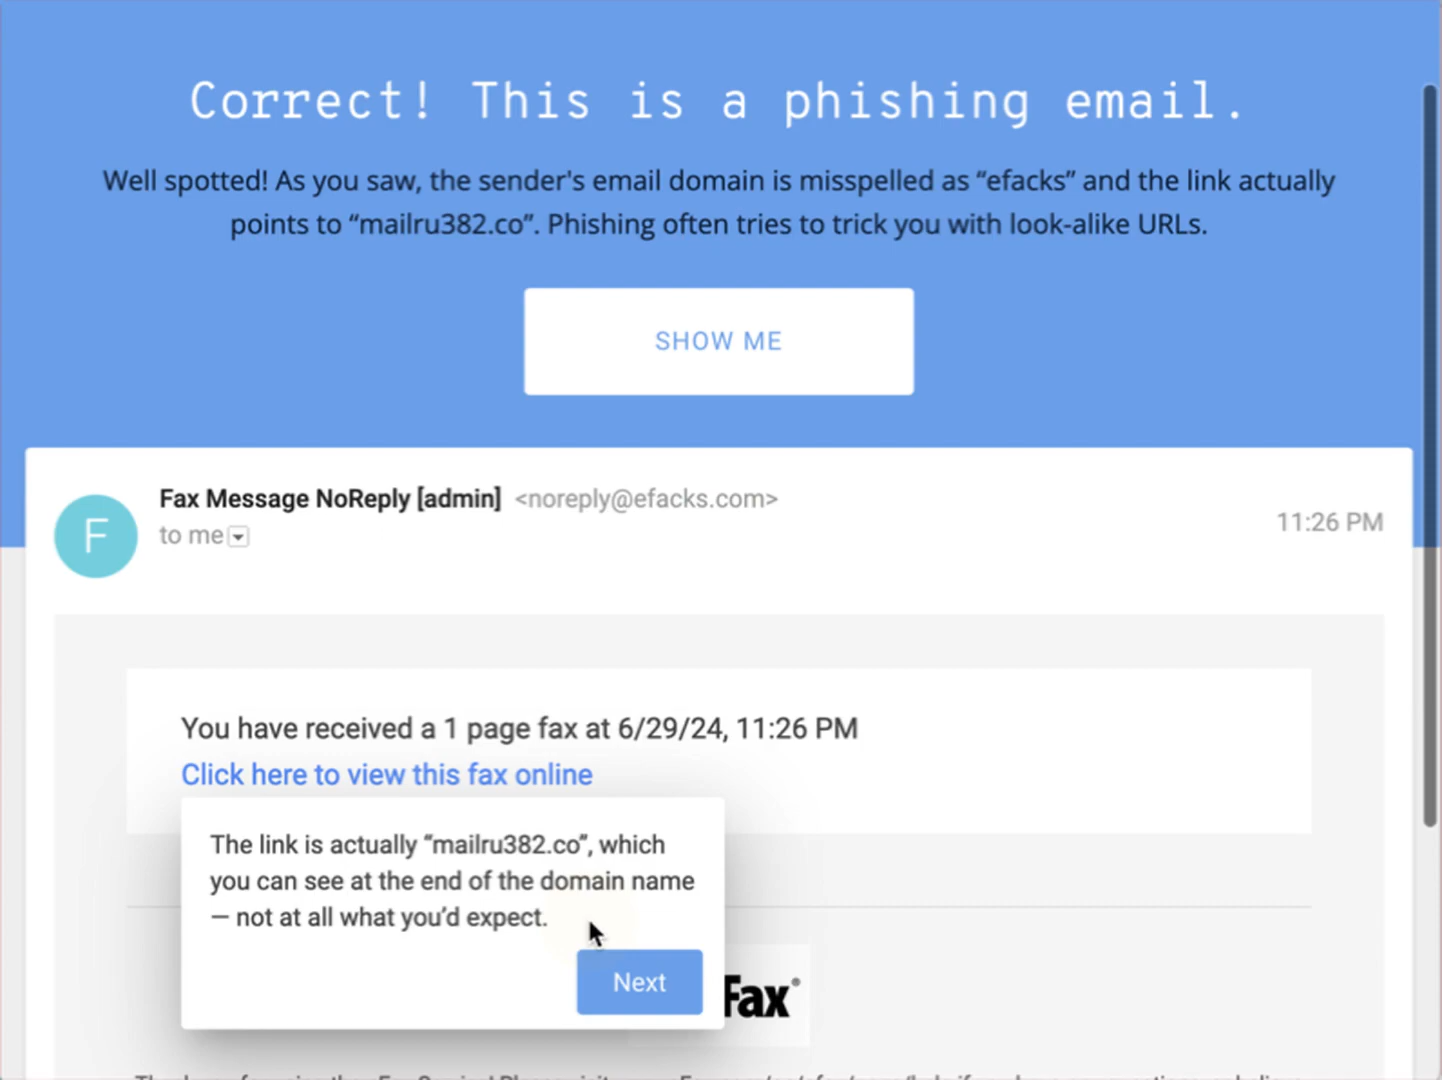 Correct! This is a phishing email.
Well spotted! As you saw, the sender's email domain is misspelled as “efacks” and the link actually
points to “mailru382.co”. Phishing often tries to trick you with look-alike URLs.
SHOW ME
F
Fax Message NoReply [admin] <noreply@efacks.com>
to me
11:26 PM
You have received a 1 page fax at 6/29/24, 11:26 PM
Click here to view this fax online
The link is actually “mailru382.co”, which
you can see at the end of the domain name
— not at all what you’d expect.
Next
Fax®